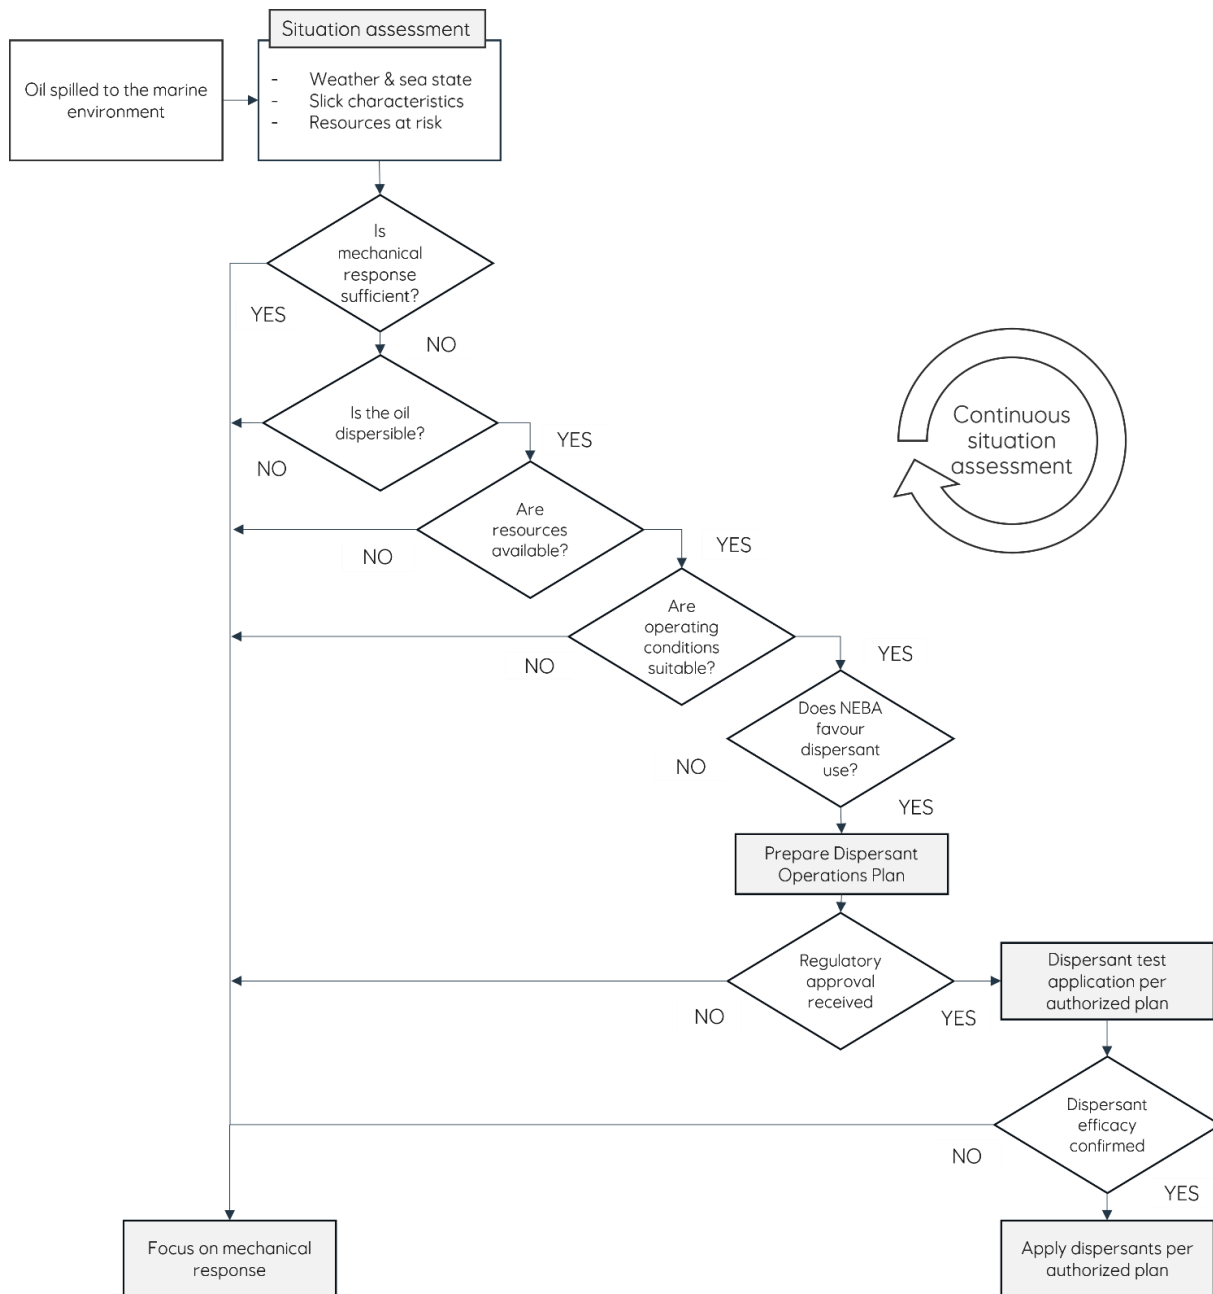 Situation assessment
Oil spilled to the marine
environment
- Weather & sea state
- Slick characteristics
- Resources at risk
Is
mechanical
response
sufficient?
YES
NO
Is the oil
dispersible?
NO
YES
Continuous
situation
assessment
Are
resources
available?
NO
YES
Are
operating
conditions
suitable?
NO
YES
Does NEBA
favour
dispersant
use?
NO
YES
Prepare Dispersant
Operations Plan
Regulatory
approval
received
NO
YES
Dispersant test
application per
authorized plan
Dispersant
efficacy
confirmed
NO
YES
Focus on mechanical
response
Apply dispersants per
authorized plan